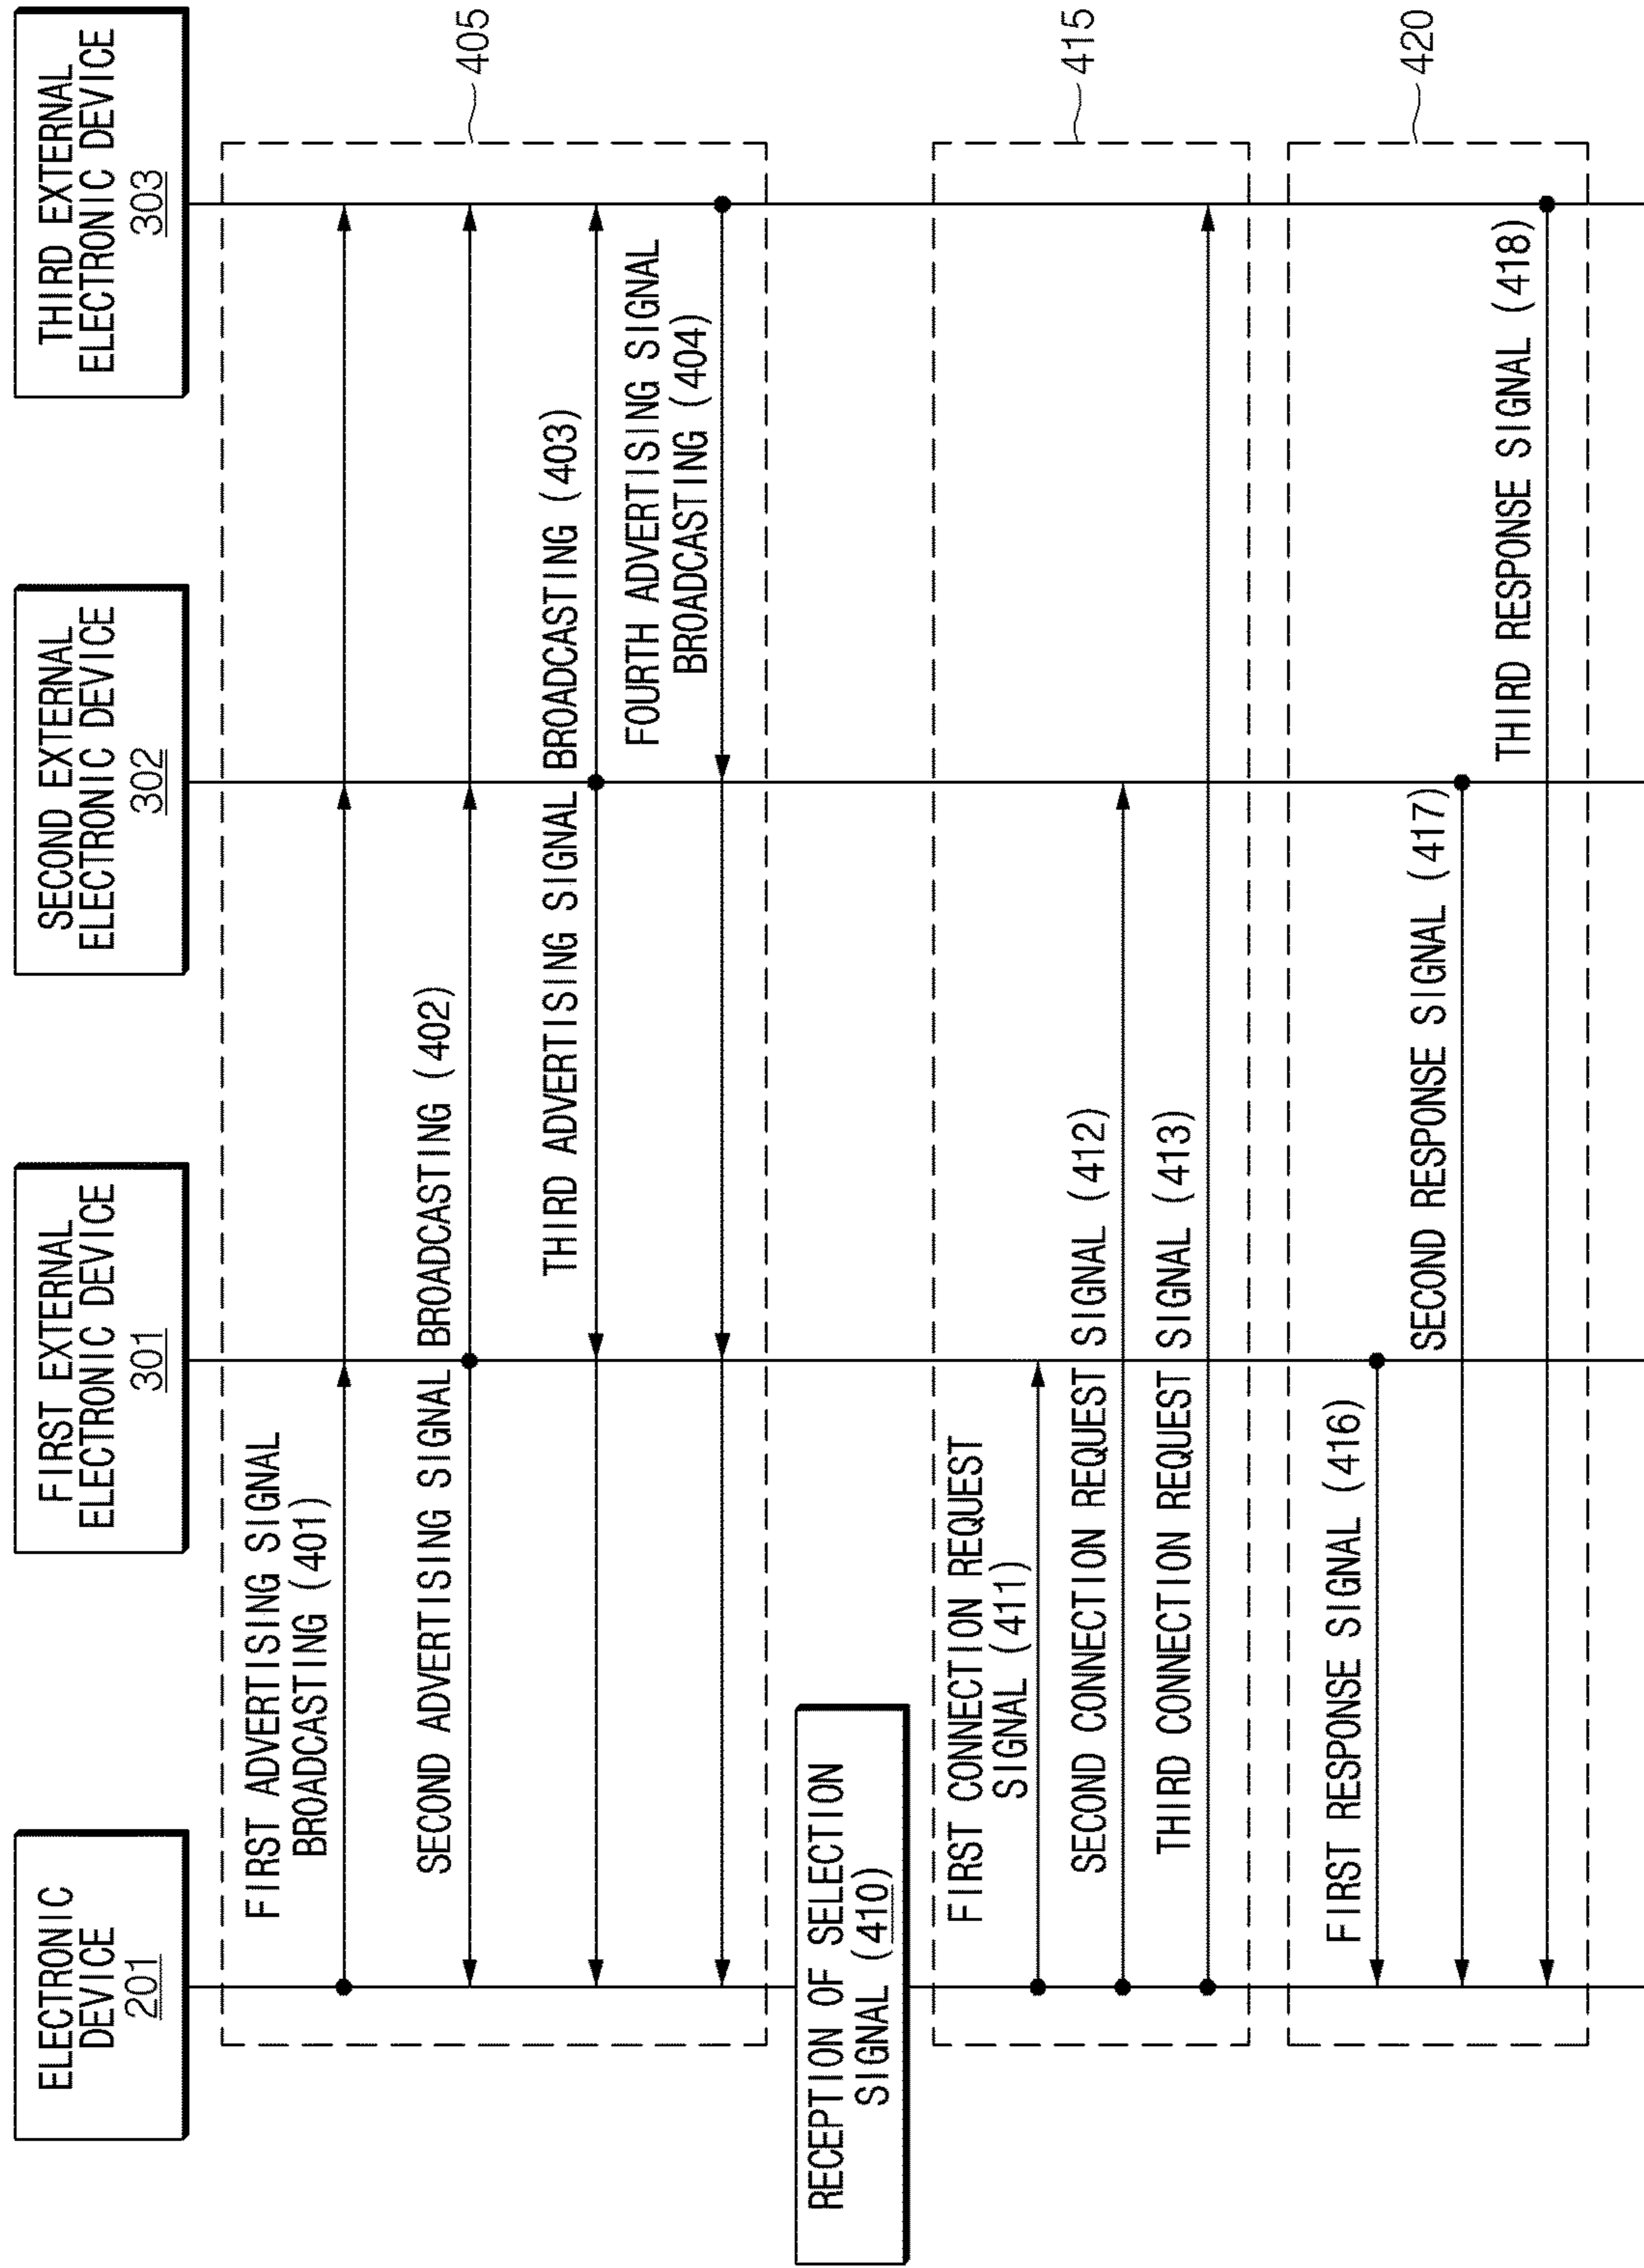 ELECTRONIC
DEVICE
201
FIRST EXTERNAL
ELECTRONIC DEVICE
301
SECOND EXTERNAL
ELECTRONIC DEVICE
302
THIRD EXTERNAL
ELECTRONIC DEVICE
303
FIRST ADVERTISING SIGNAL
BROADCASTING (401)
SECOND ADVERTISING SIGNAL BROADCASTING (402)
405
THIRD ADVERTISING SIGNAL BROADCASTING (403)
FOURTH ADVERTISING SIGNAL
BROADCASTING (404)
RECEPTION OF SELECTION
SIGNAL (410)
FIRST CONNECTION REQUEST
SIGNAL (411)
SECOND CONNECTION REQUEST SIGNAL (412)
415
THIRD CONNECTION REQUEST SIGNAL (413)
FIRST RESPONSE SIGNAL (416)
SECOND RESPONSE SIGNAL (417)
420
THIRD RESPONSE SIGNAL (418)